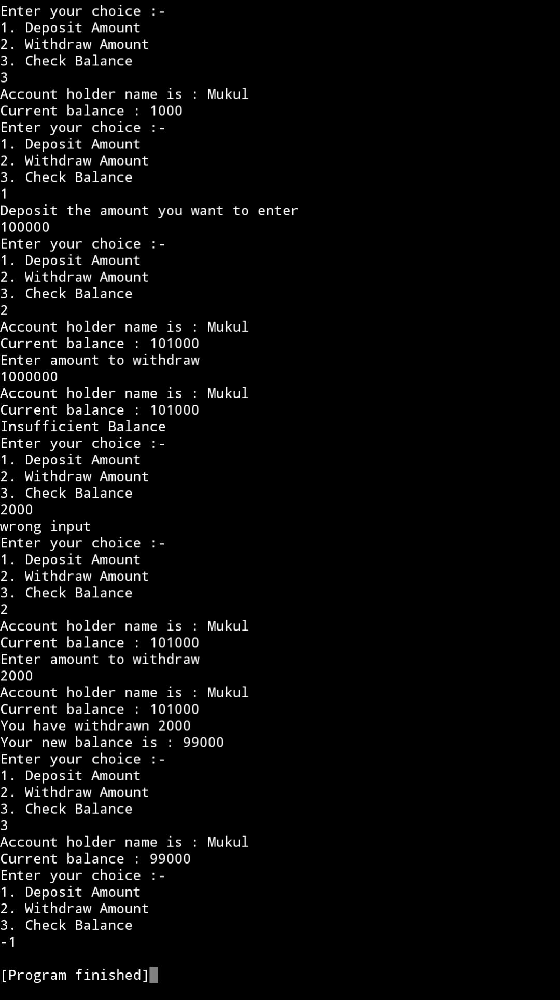 Enter your choice :-
1. Deposit Amount
2. Withdraw Amount
3. Check Balance
3
Account holder name is : Mukul
Current balance : 1000
Enter your choice :-
1. Deposit Amount
2. Withdraw Amount
3. Check Balance
1
Deposit the amount you want to enter
100000
Enter your choice :-
1. Deposit Amount
2. Withdraw Amount
3. Check Balance
2
Account holder name is : Mukul
Current balance : 101000
Enter amount to withdraw
1000000
Account holder name is : Mukul
Current balance : 101000
Insufficient Balance
Enter your choice :-
1. Deposit Amount
2. Withdraw Amount
3. Check Balance
2000
wrong input
Enter your choice :-
1. Deposit Amount
2. Withdraw Amount
3. Check Balance
2
Account holder name is : Mukul
Current balance : 101000
Enter amount to withdraw
2000
Account holder name is : Mukul
Current balance : 101000
You have withdrawn 2000
Your new balance is : 99000
Enter your choice :-
1. Deposit Amount
2. Withdraw Amount
3. Check Balance
3
Account holder name is : Mukul
Current balance : 99000
Enter your choice :-
1. Deposit Amount
2. Withdraw Amount
3. Check Balance
-1
[Program finished]